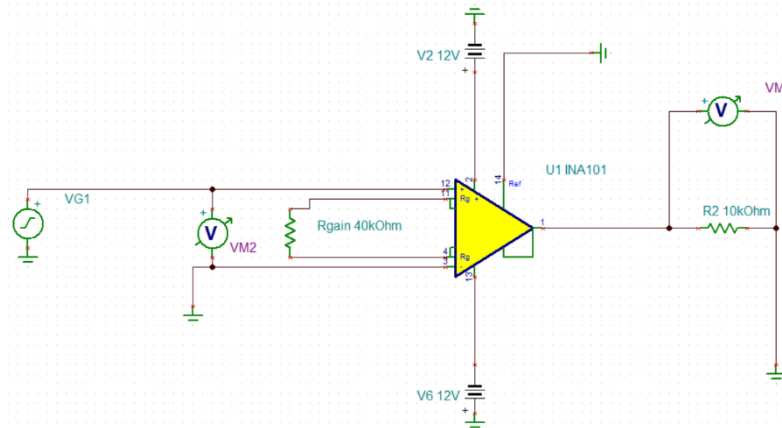 V2 12V
+
VM
+
V
U1 INA101
14
Ref
2
12
+
11
Rg
+
VG1
+
+
V
VM2
Rgain 40kOhm
1
R2 10kOhm
4
Rg
3
-
13
V6 12V
+